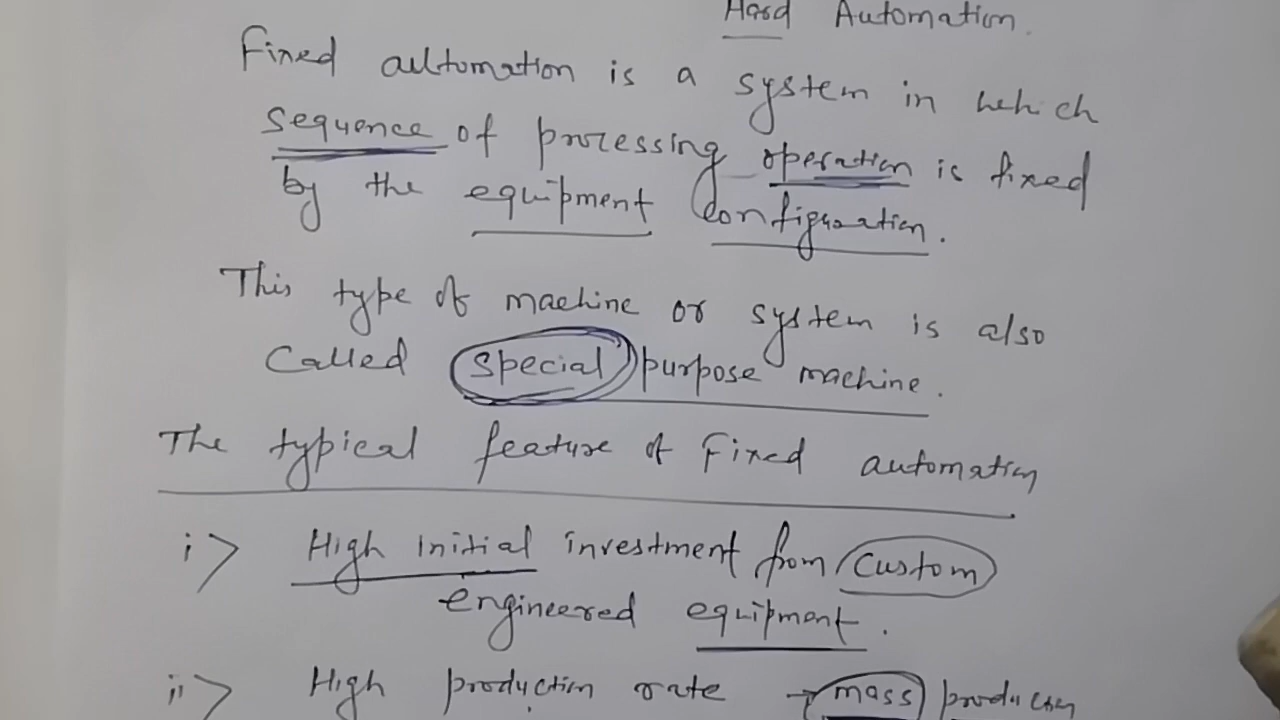 Hard Automation.
Fixed automation is a system in which
sequence of processing operation is fixed
by the equipment configuration.
This type of machine or system is also
Called special purpose machine.
The typical feature of Fixed automation
i> High initial investment from custom
engineered equipment.
ii> High production rate → mass production